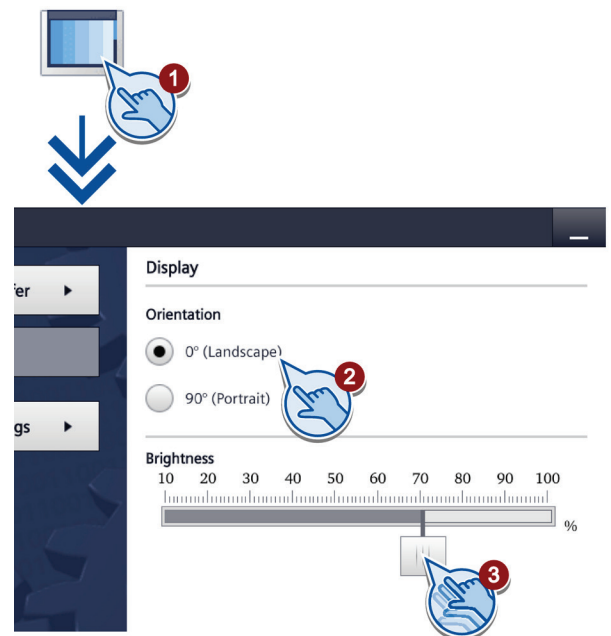 1
Display
er
Orientation
0° (Landscape)
2
90° (Portrait)
gs
Brightness
10 20 30 40 50 60 70 80 90 100
%
3